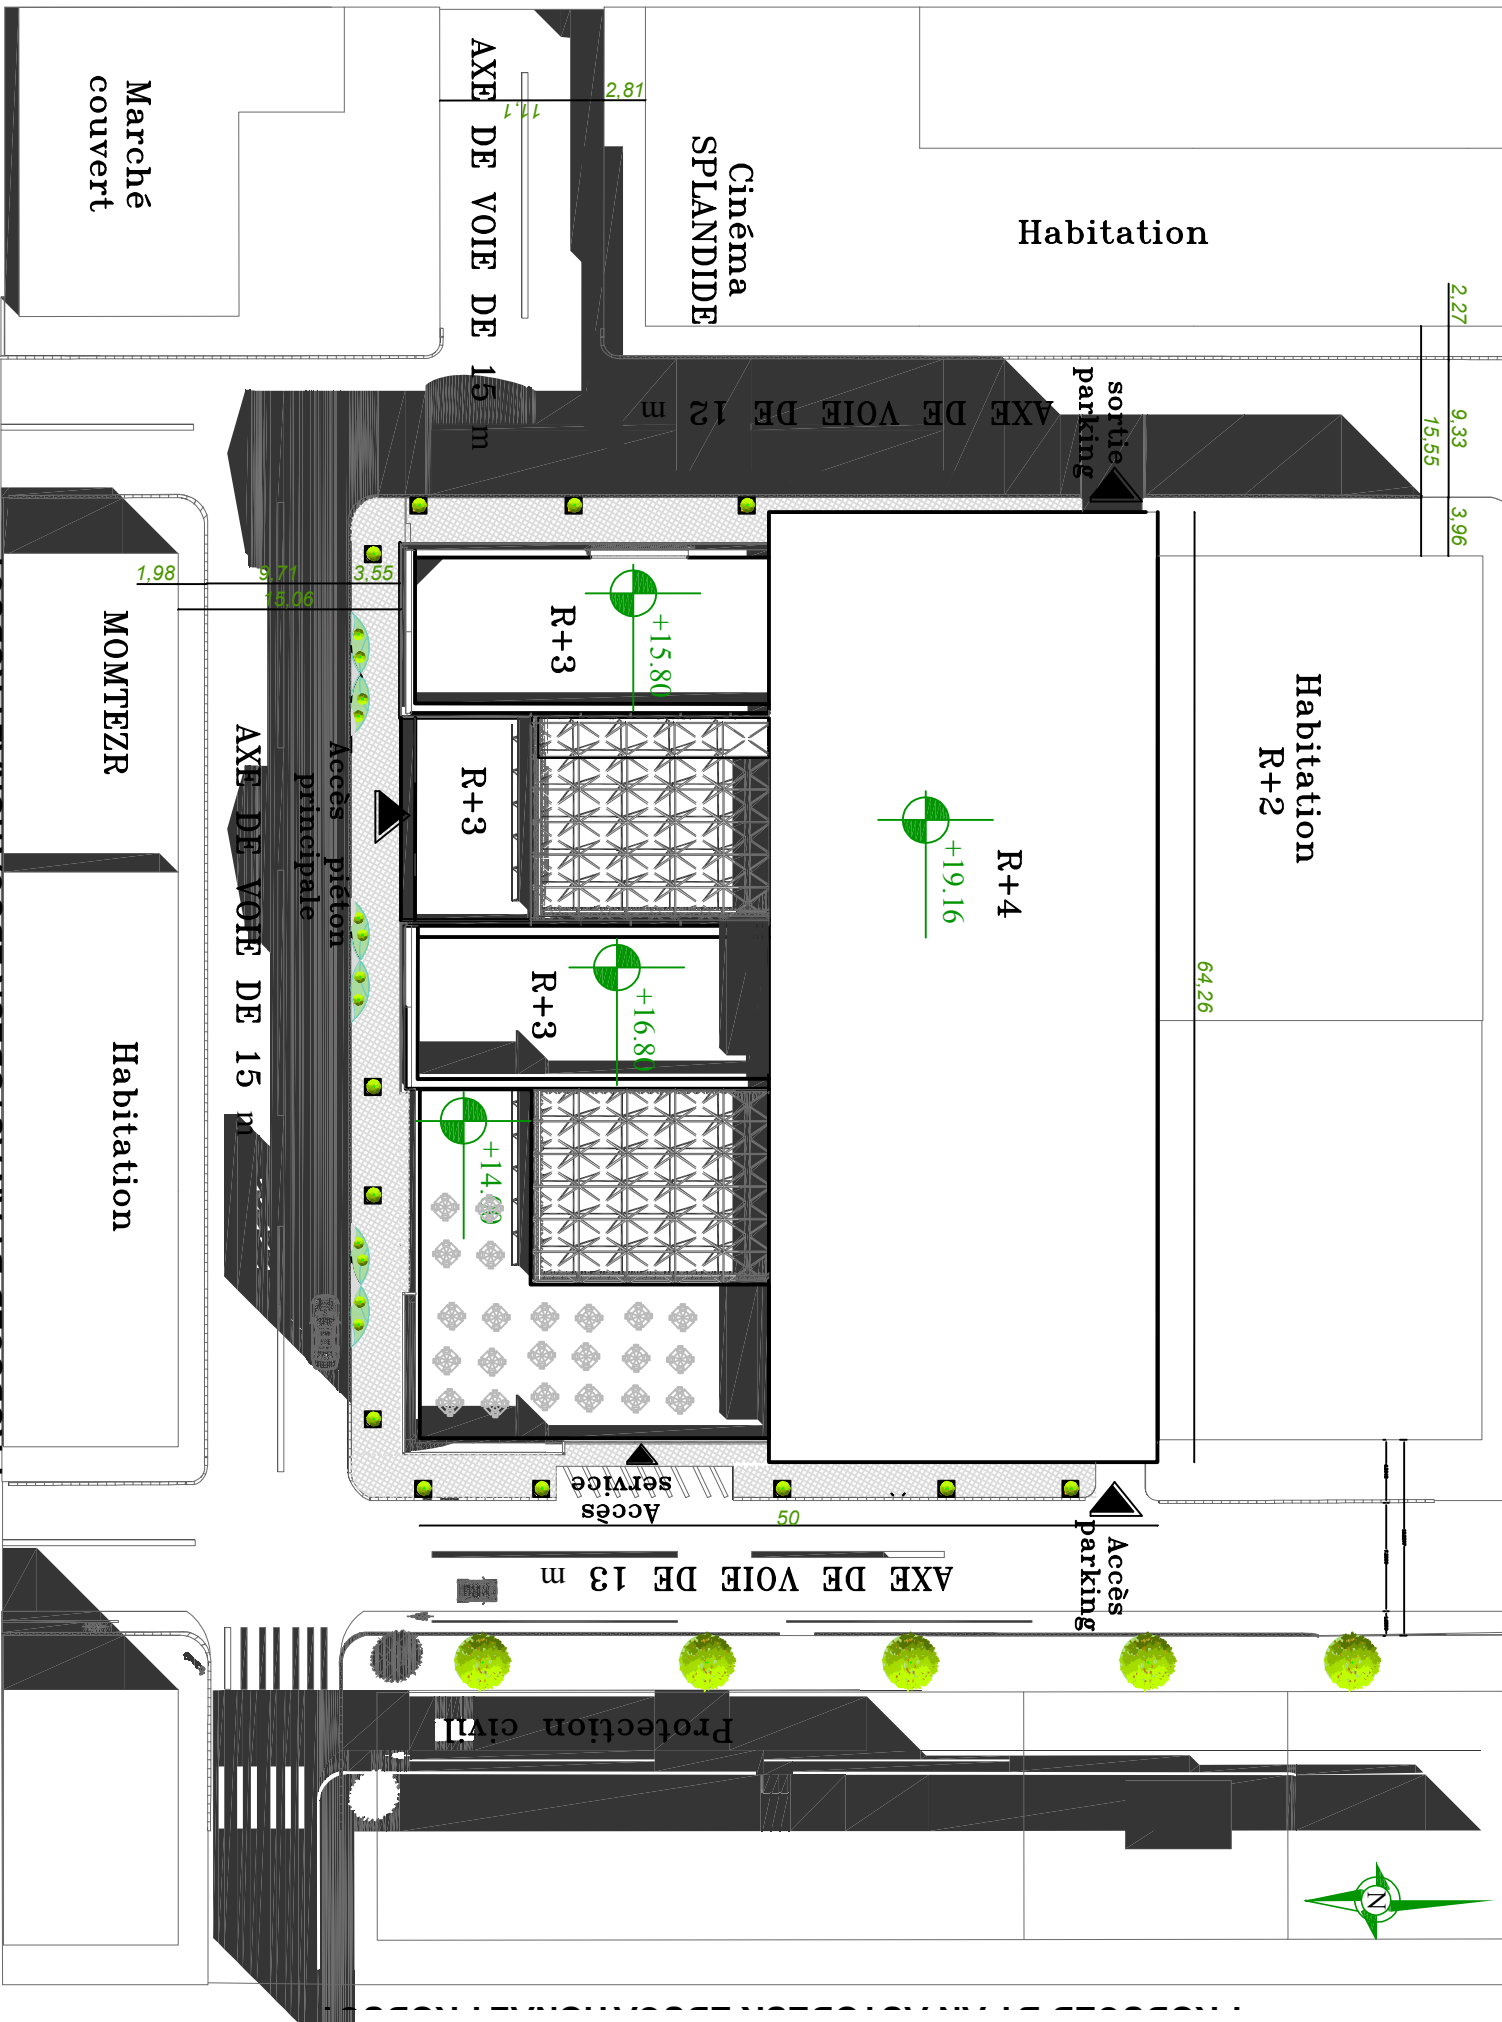 Marché
couvert
AXE DE VOIE DE 15 m
11,1
2,81
Cinéma
SPLANDIDE
Habitation
2,27
9,33
15,55
3,96
AXE DE VOIE DE 12 m
sortie
parking
1,98
9,71
3,55
15,06
MOMTEZR
R+3
+15.80
Habitation
R+2
Accès piéton
principale
AXE DE VOIE DE 15 m
R+3
R+4
+19.16
64,26
R+3
+16.80
Habitation
Accès
service
50
AXE DE VOIE DE 13 m
Accès
parking
Protection civil
N